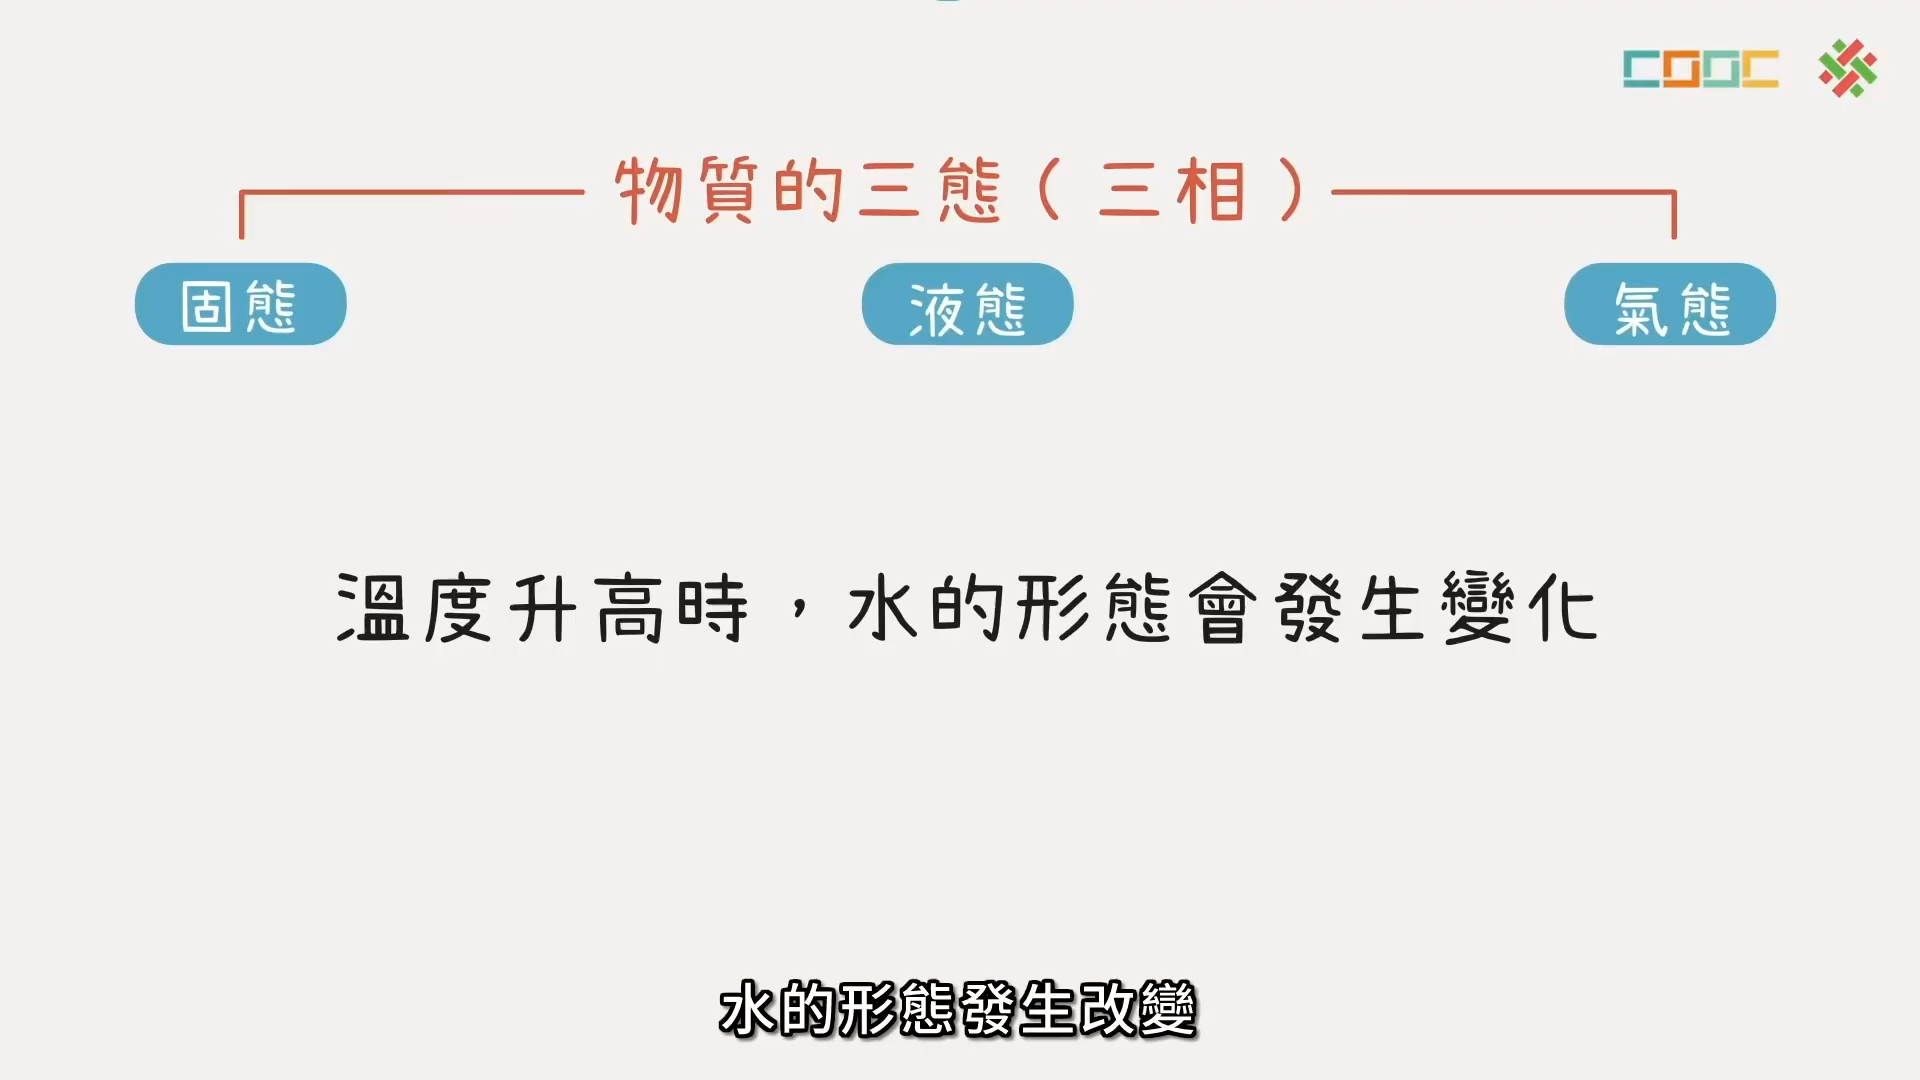 COOC
物質的三態(三相)
固態
液態
氣態
溫度升高時,水的形態會發生變化
水的形態發生改變